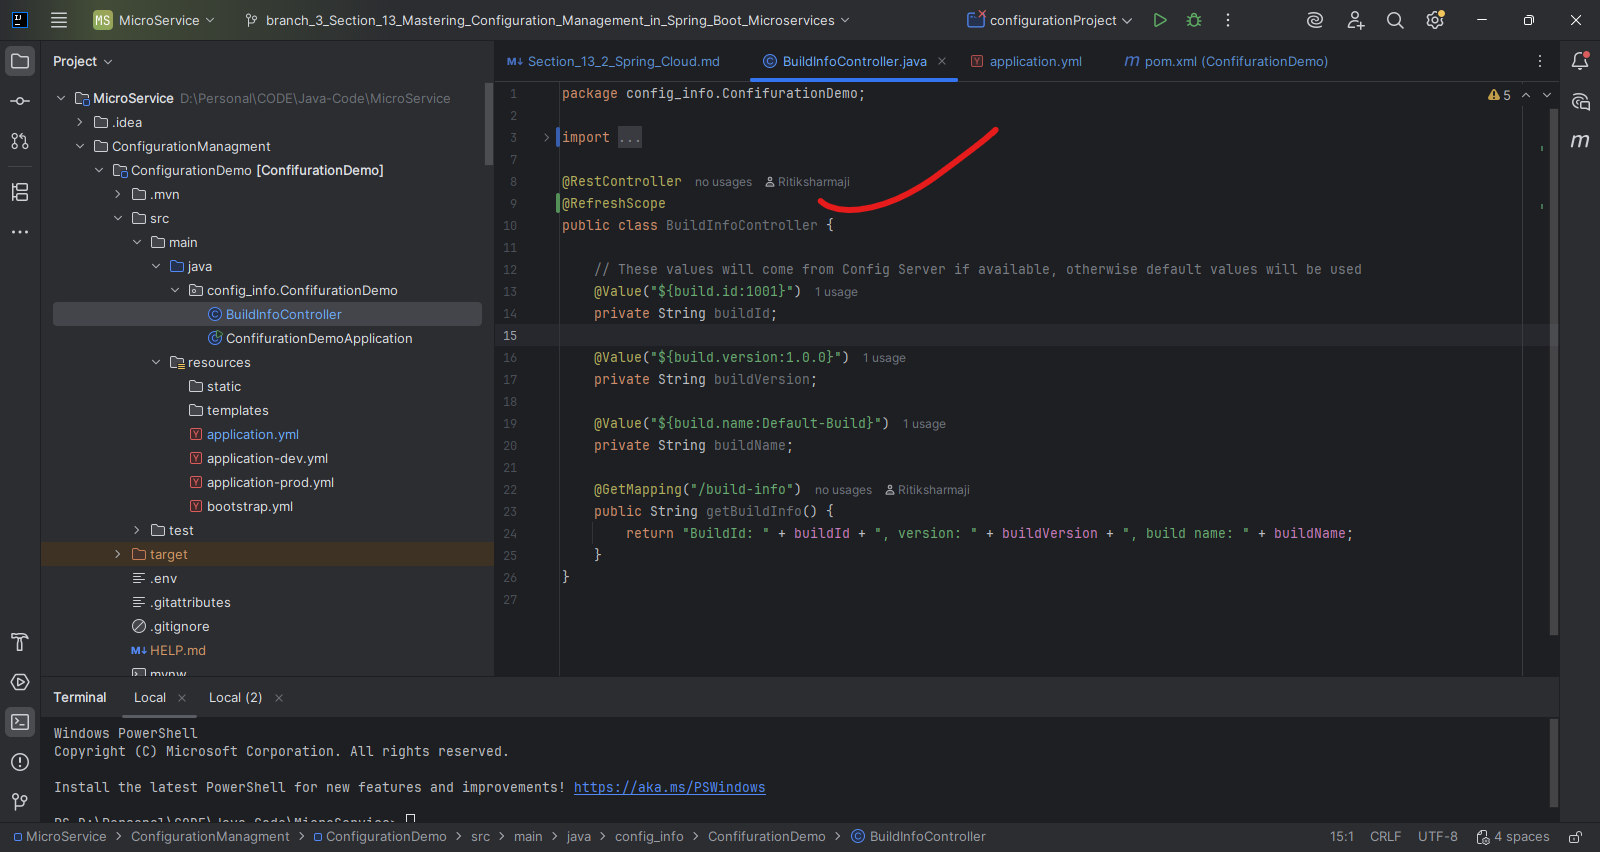 MS MicroService branch_3_Section_13_Mastering_Configuration_Management_in_Spring_Boot_Microservices configurationProject
Project
MicroService D:\Personal\CODE\Java-Code\MicroService
.idea
ConfigurationManagment
ConfigurationDemo [ConfifurationDemo]
.mvn
src
main
java
config_info.ConfifurationDemo
BuildInfoController
ConfifurationDemoApplication
resources
static
templates
application.yml
application-dev.yml
application-prod.yml
bootstrap.yml
test
target
.env
.gitattributes
.gitignore
HELP.md
mvnw
Section_13_2_Spring_Cloud.md BuildInfoController.java application.yml pom.xml (ConfifurationDemo)
5
1 package config_info.ConfifurationDemo;
2
3 import ...
7
8 @RestController no usages Ritiksharmaji
9 @RefreshScope
10 public class BuildInfoController {
11
12 // These values will come from Config Server if available, otherwise default values will be used
13 @Value("${build.id:1001}") 1 usage
14 private String buildId;
15
16 @Value("${build.version:1.0.0}") 1 usage
17 private String buildVersion;
18
19 @Value("${build.name:Default-Build}") 1 usage
20 private String buildName;
21
22 @GetMapping("/build-info") no usages Ritiksharmaji
23 public String getBuildInfo() {
24 return "BuildId: " + buildId + ", version: " + buildVersion + ", build name: " + buildName;
25 }
26 }
27
Terminal Local Local (2)
Windows PowerShell
Copyright (C) Microsoft Corporation. All rights reserved.
Install the latest PowerShell for new features and improvements! https://aka.ms/PSWindows
PS D:\Personal\CODE\Java-Code\MicroService>
MicroService > ConfigurationManagment > ConfigurationDemo > src > main > java > config_info > ConfifurationDemo > BuildInfoController 15:1 CRLF UTF-8 4 spaces